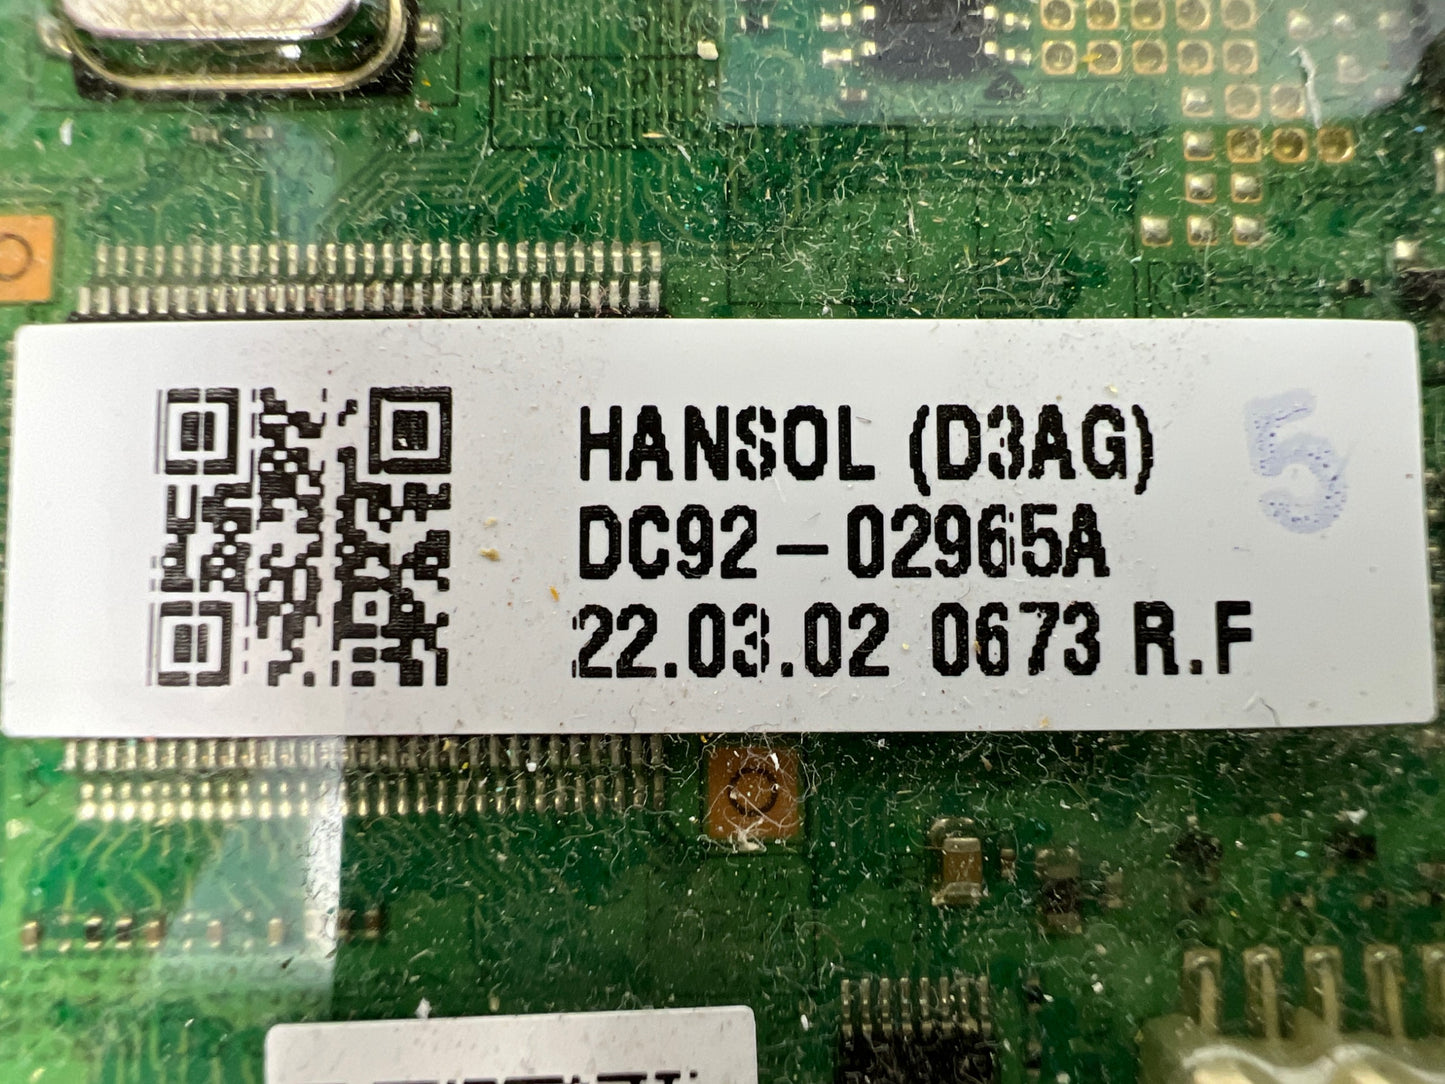 HANSOL (D3AG)
5
DC92-02965A
22.03.02 0673 R.F